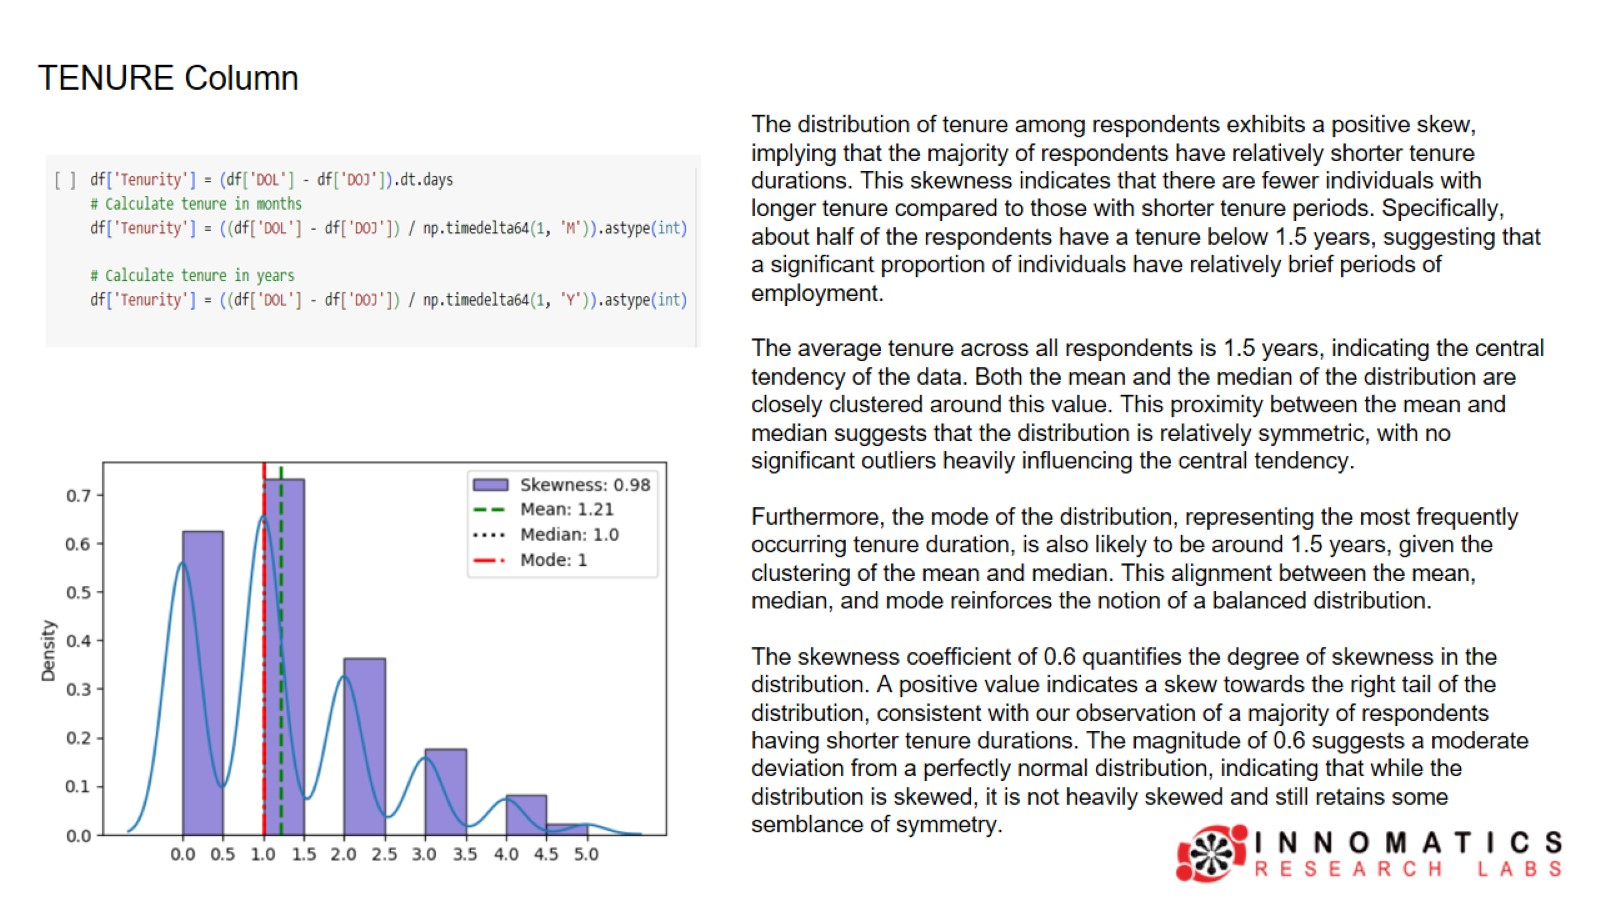 TENURE Column
[ ] df['Tenurity'] = (df['DOL'] - df['DOJ']).dt.days
# Calculate tenure in months
df['Tenurity'] = ((df['DOL'] - df['DOJ']) / np.timedelta64(1, 'M')).astype(int)
# Calculate tenure in years
df['Tenurity'] = ((df['DOL'] - df['DOJ']) / np.timedelta64(1, 'Y')).astype(int)
Skewness: 0.98
Mean: 1.21
Median: 1.0
Mode: 1
Density
0.7
0.6
0.5
0.4
0.3
0.2
0.1
0.0
0.0 0.5 1.0 1.5 2.0 2.5 3.0 3.5 4.0 4.5 5.0
The distribution of tenure among respondents exhibits a positive skew,
implying that the majority of respondents have relatively shorter tenure
durations. This skewness indicates that there are fewer individuals with
longer tenure compared to those with shorter tenure periods. Specifically,
about half of the respondents have a tenure below 1.5 years, suggesting that
a significant proportion of individuals have relatively brief periods of
employment.
The average tenure across all respondents is 1.5 years, indicating the central
tendency of the data. Both the mean and the median of the distribution are
closely clustered around this value. This proximity between the mean and
median suggests that the distribution is relatively symmetric, with no
significant outliers heavily influencing the central tendency.
Furthermore, the mode of the distribution, representing the most frequently
occurring tenure duration, is also likely to be around 1.5 years, given the
clustering of the mean and median. This alignment between the mean,
median, and mode reinforces the notion of a balanced distribution.
The skewness coefficient of 0.6 quantifies the degree of skewness in the
distribution. A positive value indicates a skew towards the right tail of the
distribution, consistent with our observation of a majority of respondents
having shorter tenure durations. The magnitude of 0.6 suggests a moderate
deviation from a perfectly normal distribution, indicating that while the
distribution is skewed, it is not heavily skewed and still retains some
semblance of symmetry.
INNOMATICS
RESEARCH LABS